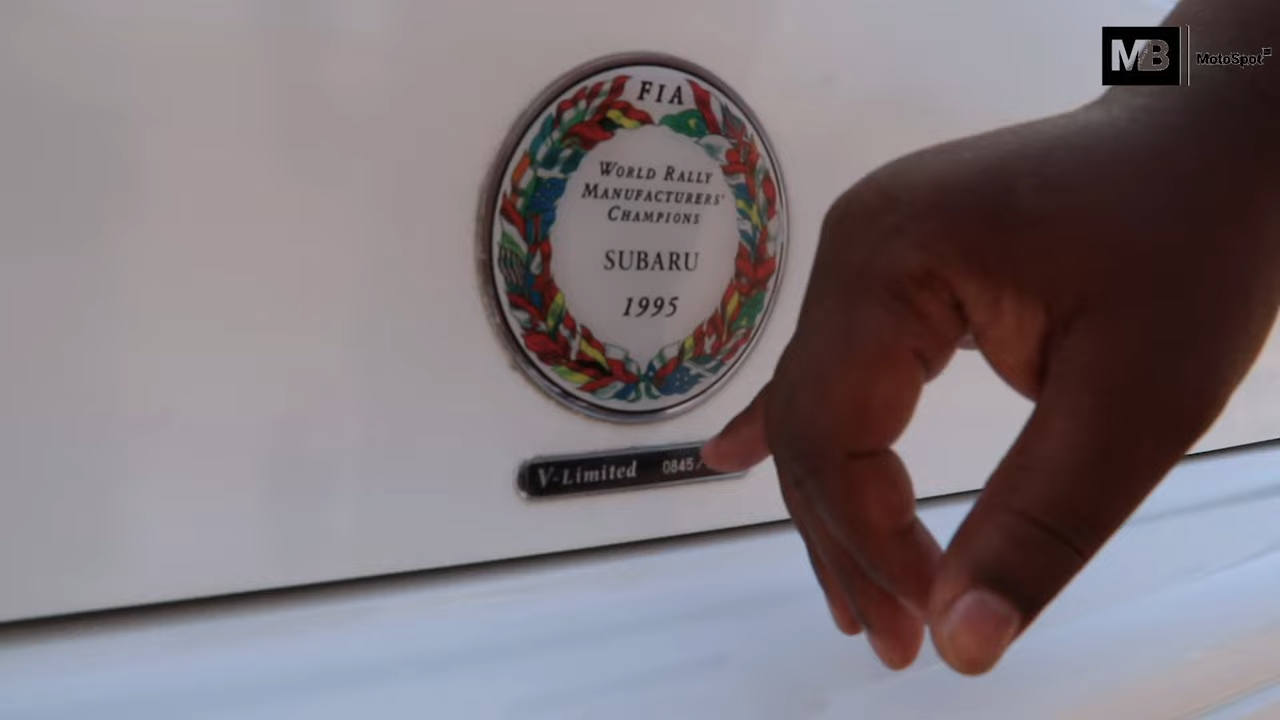 MB MotoSpot
FIA
WORLD RALLY
MANUFACTURERS'
CHAMPIONS
SUBARU
1995
V-Limited 0845/